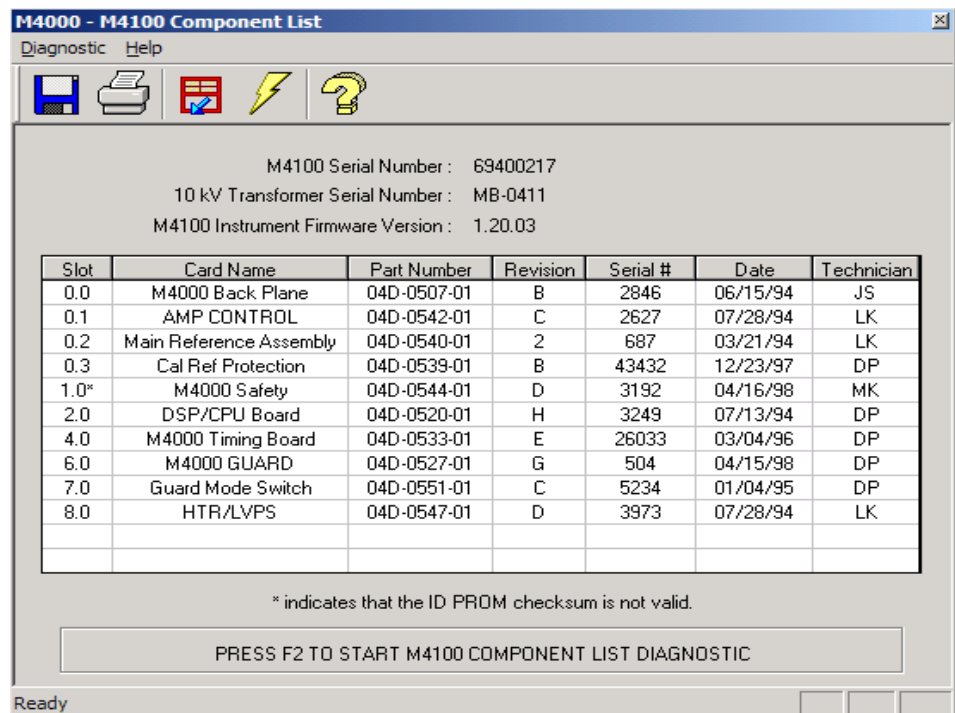 M4000 - M4100 Component List
Diagnostic Help
M4100 Serial Number : 69400217
10 kV Transformer Serial Number : MB-0411
M4100 Instrument Firmware Version : 1.20.03
Slot Card Name Part Number Revision Serial # Date Technician
0.0 M4000 Back Plane 04D-0507-01 B 2846 06/15/94 JS
0.1 AMP CONTROL 04D-0542-01 C 2627 07/28/94 LK
0.2 Main Reference Assembly 04D-0540-01 2 687 03/21/94 LK
0.3 Cal Ref Protection 04D-0539-01 B 43432 12/23/97 DP
1.0* M4000 Safety 04D-0544-01 D 3192 04/16/98 MK
2.0 DSP/CPU Board 04D-0520-01 H 3249 07/13/94 DP
4.0 M4000 Timing Board 04D-0533-01 E 26033 03/04/96 DP
6.0 M4000 GUARD 04D-0527-01 G 504 04/15/98 DP
7.0 Guard Mode Switch 04D-0551-01 C 5234 01/04/95 DP
8.0 HTR/LVPS 04D-0547-01 D 3973 07/28/94 LK
* indicates that the ID PROM checksum is not valid.
PRESS F2 TO START M4100 COMPONENT LIST DIAGNOSTIC
Ready